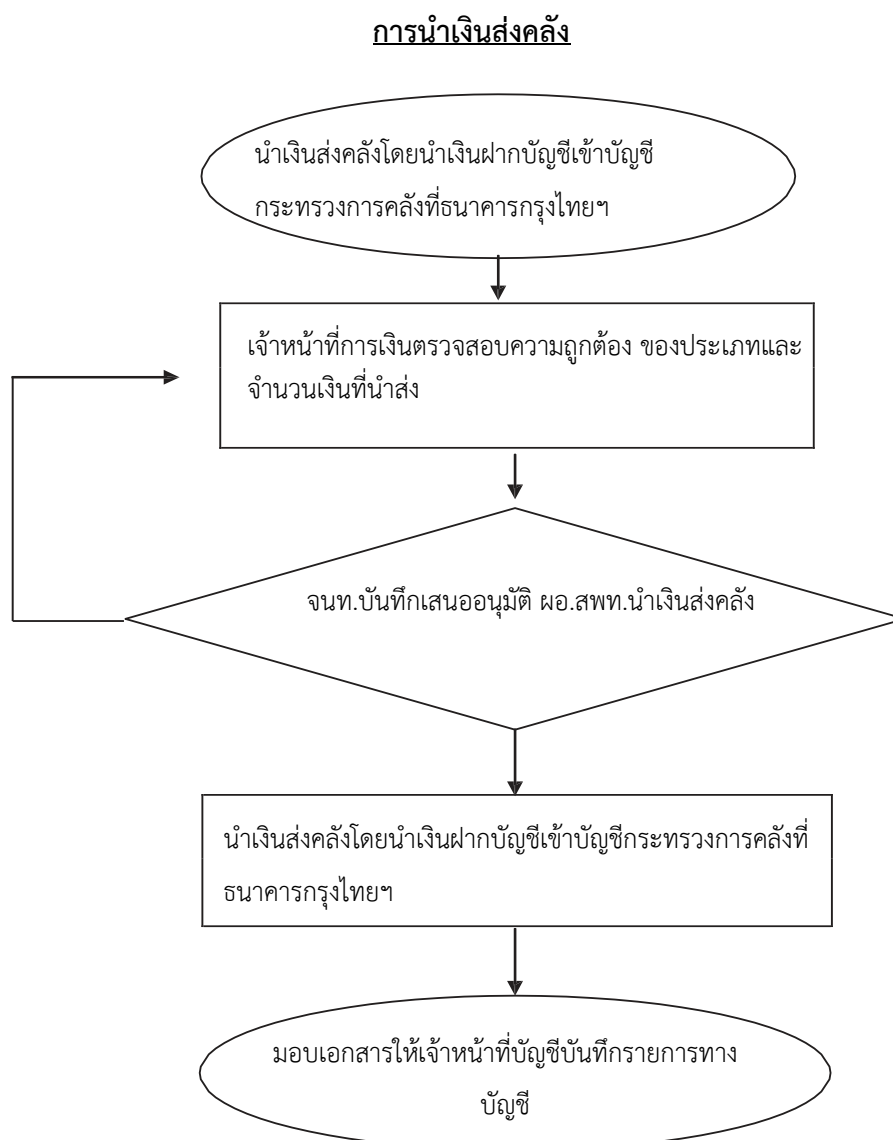 การนำเงินส่งคลัง
นำเงินส่งคลังโดยนำเงินฝากบัญชีเข้าบัญชี
กระทรวงการคลังที่ธนาคารกรุงไทยฯ
เจ้าหน้าที่การเงินตรวจสอบความถูกต้อง ของประเภทและ
จำนวนเงินที่นำส่ง
จนท.บันทึกเสนออนุมัติ ผอ.สพท.นำเงินส่งคลัง
นำเงินส่งคลังโดยนำเงินฝากบัญชีเข้าบัญชีกระทรวงการคลังที่
ธนาคารกรุงไทยฯ
มอบเอกสารให้เจ้าหน้าที่บัญชีบันทึกรายการทาง
บัญชี